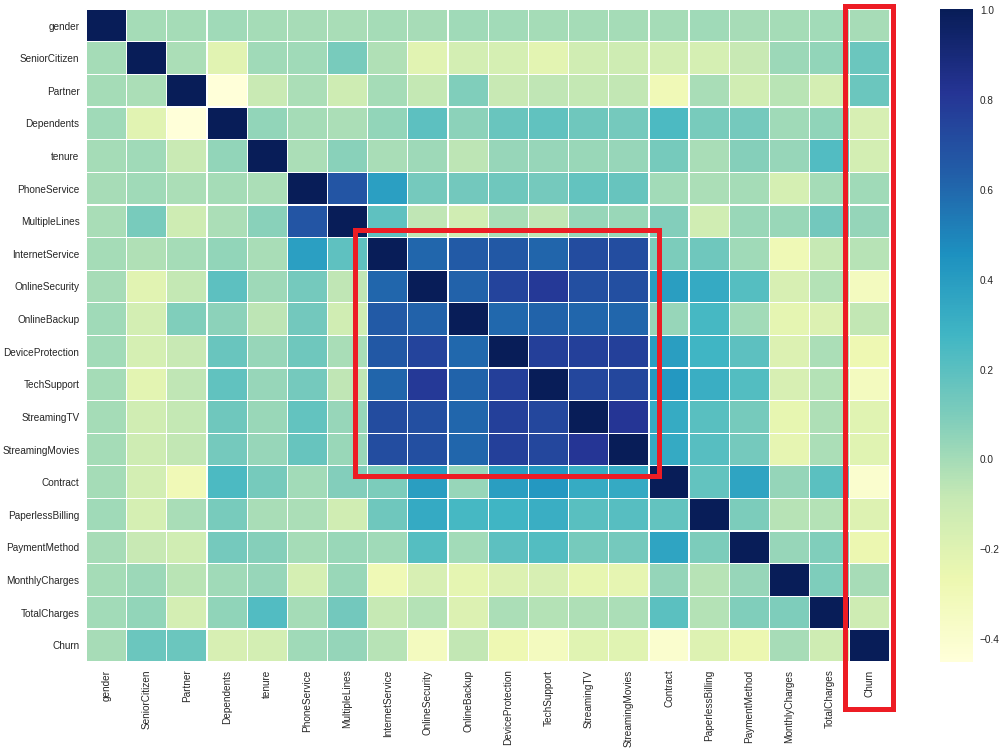 gender
SeniorCitizen
Partner
Dependents
tenure
PhoneService
MultipleLines
InternetService
OnlineSecurity
OnlineBackup
DeviceProtection
TechSupport
StreamingTV
StreamingMovies
Contract
PaperlessBilling
PaymentMethod
MonthlyCharges
TotalCharges
Churn
gender
SeniorCitizen
Partner
Dependents
tenure
PhoneService
MultipleLines
InternetService
OnlineSecurity
OnlineBackup
DeviceProtection
TechSupport
StreamingTV
StreamingMovies
Contract
PaperlessBilling
PaymentMethod
MonthlyCharges
TotalCharges
Churn
1.0
0.8
0.6
0.4
0.2
0.0
−0.2
−0.4